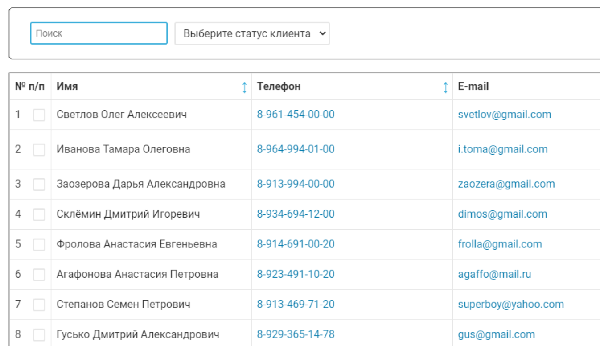 Поиск Выберите статус клиента
№ п/п Имя Телефон E-mail
1 Светлов Олег Алексеевич 8-961-454-00-00 svetlov@gmail.com
2 Иванова Тамара Олеговна 8-964-994-01-00 i.toma@gmail.com
3 Заозерова Дарья Александровна 8-913-994-00-00 zaozera@gmail.com
4 Склёмин Дмитрий Игоревич 8-934-694-12-00 dimos@gmail.com
5 Фролова Анастасия Евгеньевна 8-914-691-00-20 frolla@gmail.com
6 Агафонова Анастасия Петровна 8-923-491-10-20 agaffo@mail.ru
7 Степанов Семен Петрович 8-913-469-71-20 superboy@yahoo.com
8 Гусько Дмитрий Александрович 8-929-365-14-78 gus@gmail.com